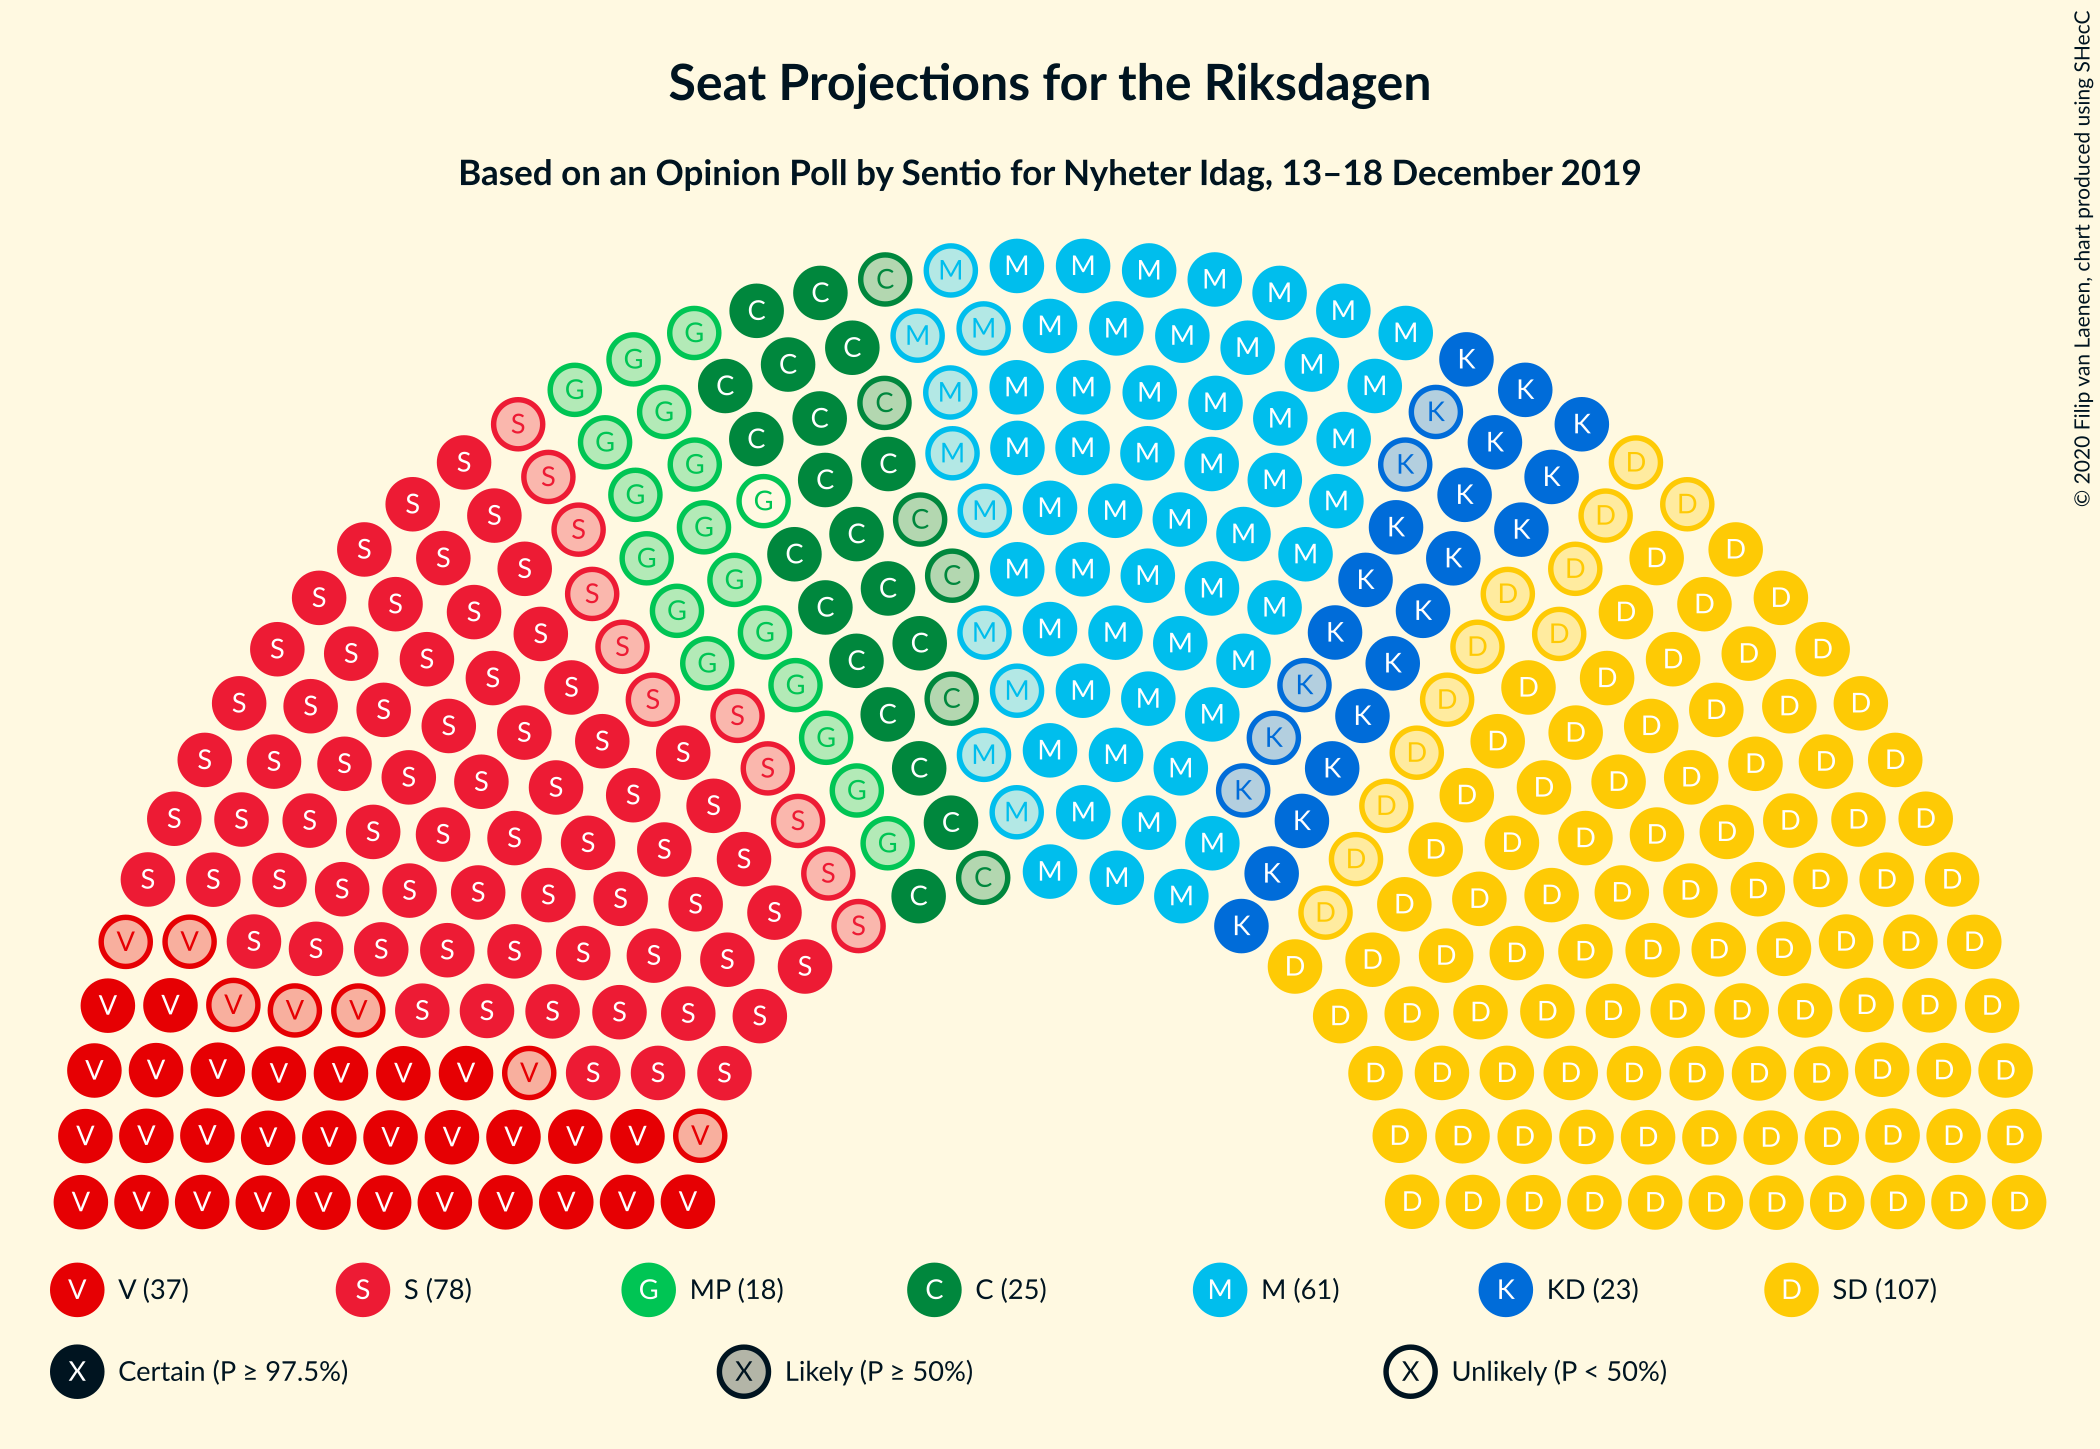 Seat Projections for the Riksdagen
Based on an Opinion Poll by Sentio for Nyheter Idag, 13–18 December 2019
© 2020 Filip van Laenen, chart produced using SHecC
V V (37) S S (78) G MP (18) C C (25) M M (61) K KD (23) D SD (107)
X Certain (P ≥ 97.5%) X Likely (P ≥ 50%) X Unlikely (P < 50%)